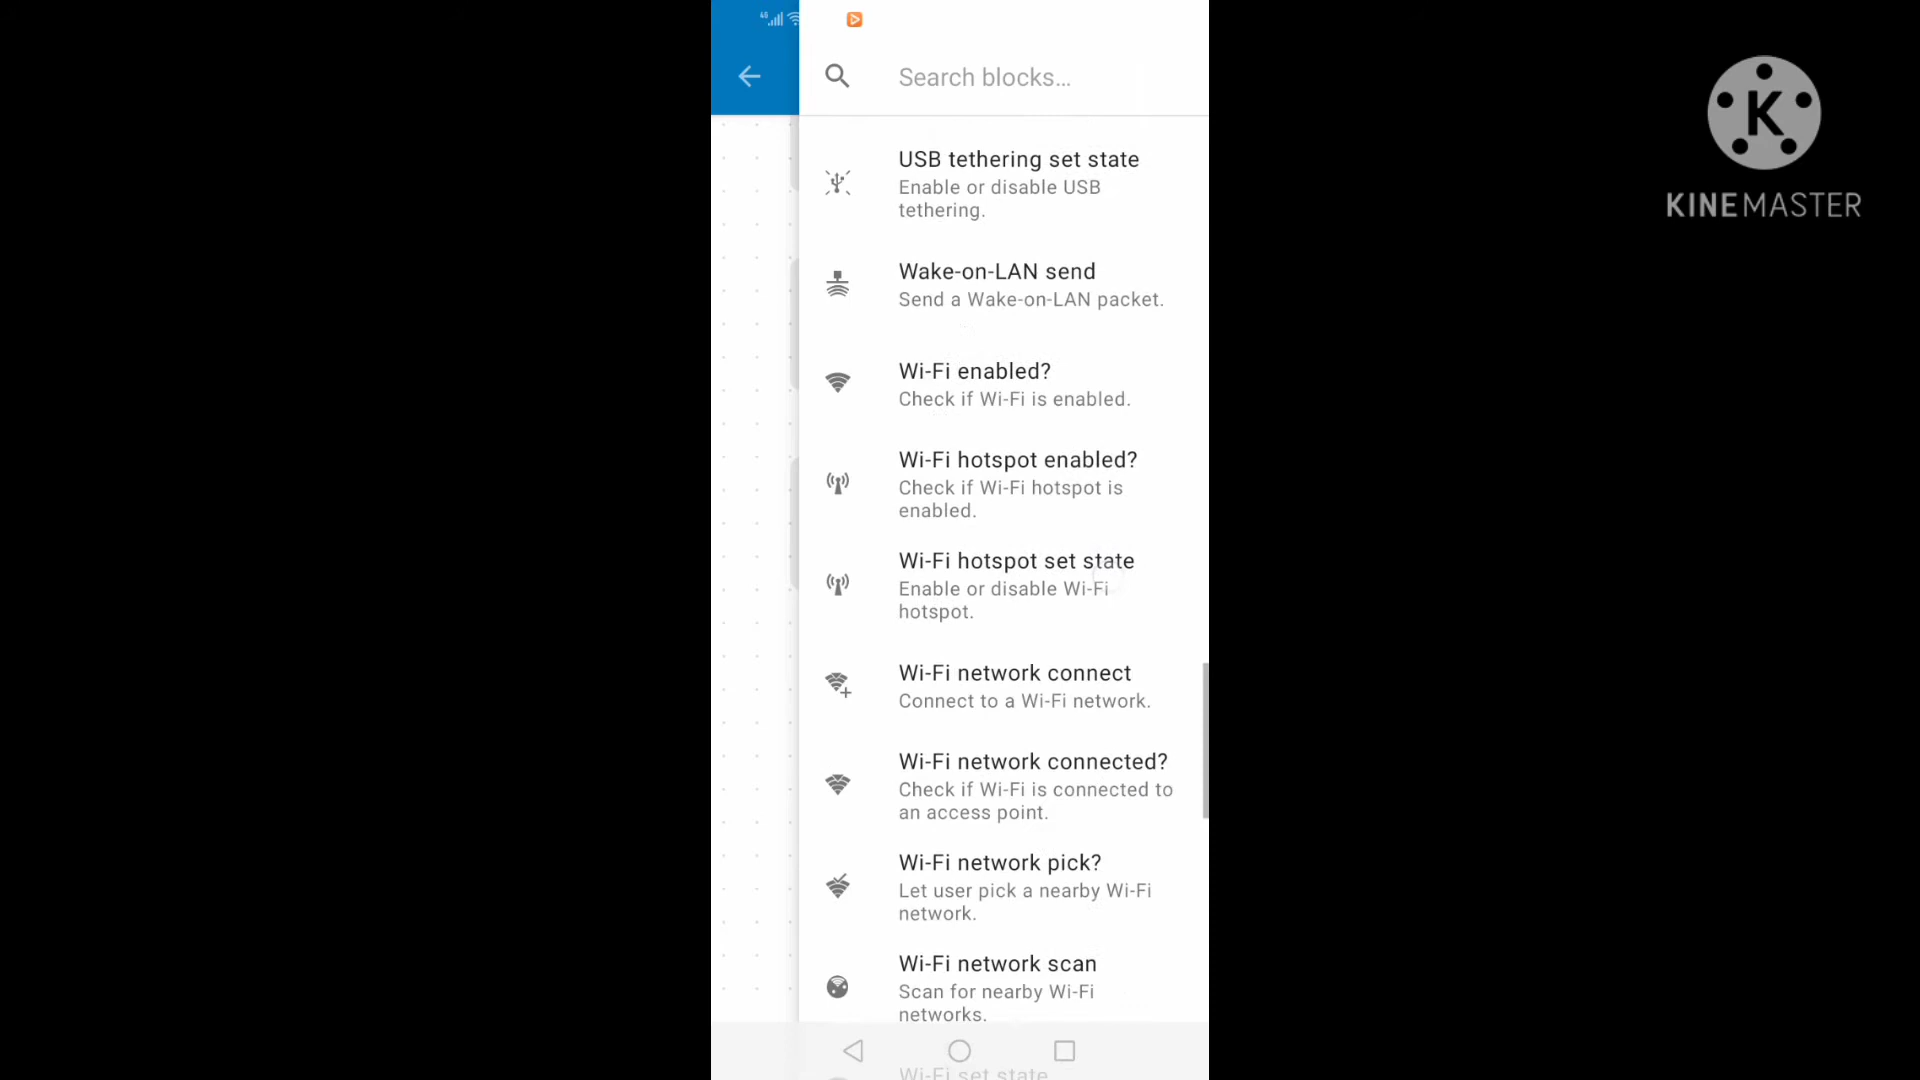 4G
Search blocks...
USB tethering set state
Enable or disable USB
tethering.
Wake-on-LAN send
Send a Wake-on-LAN packet.
Wi-Fi enabled?
Check if Wi-Fi is enabled.
Wi-Fi hotspot enabled?
Check if Wi-Fi hotspot is
enabled.
Wi-Fi hotspot set state
Enable or disable Wi-Fi
hotspot.
Wi-Fi network connect
Connect to a Wi-Fi network.
Wi-Fi network connected?
Check if Wi-Fi is connected to
an access point.
Wi-Fi network pick?
Let user pick a nearby Wi-Fi
network.
Wi-Fi network scan
Scan for nearby Wi-Fi
networks.
Wi-Fi set state
K
KINEMASTER